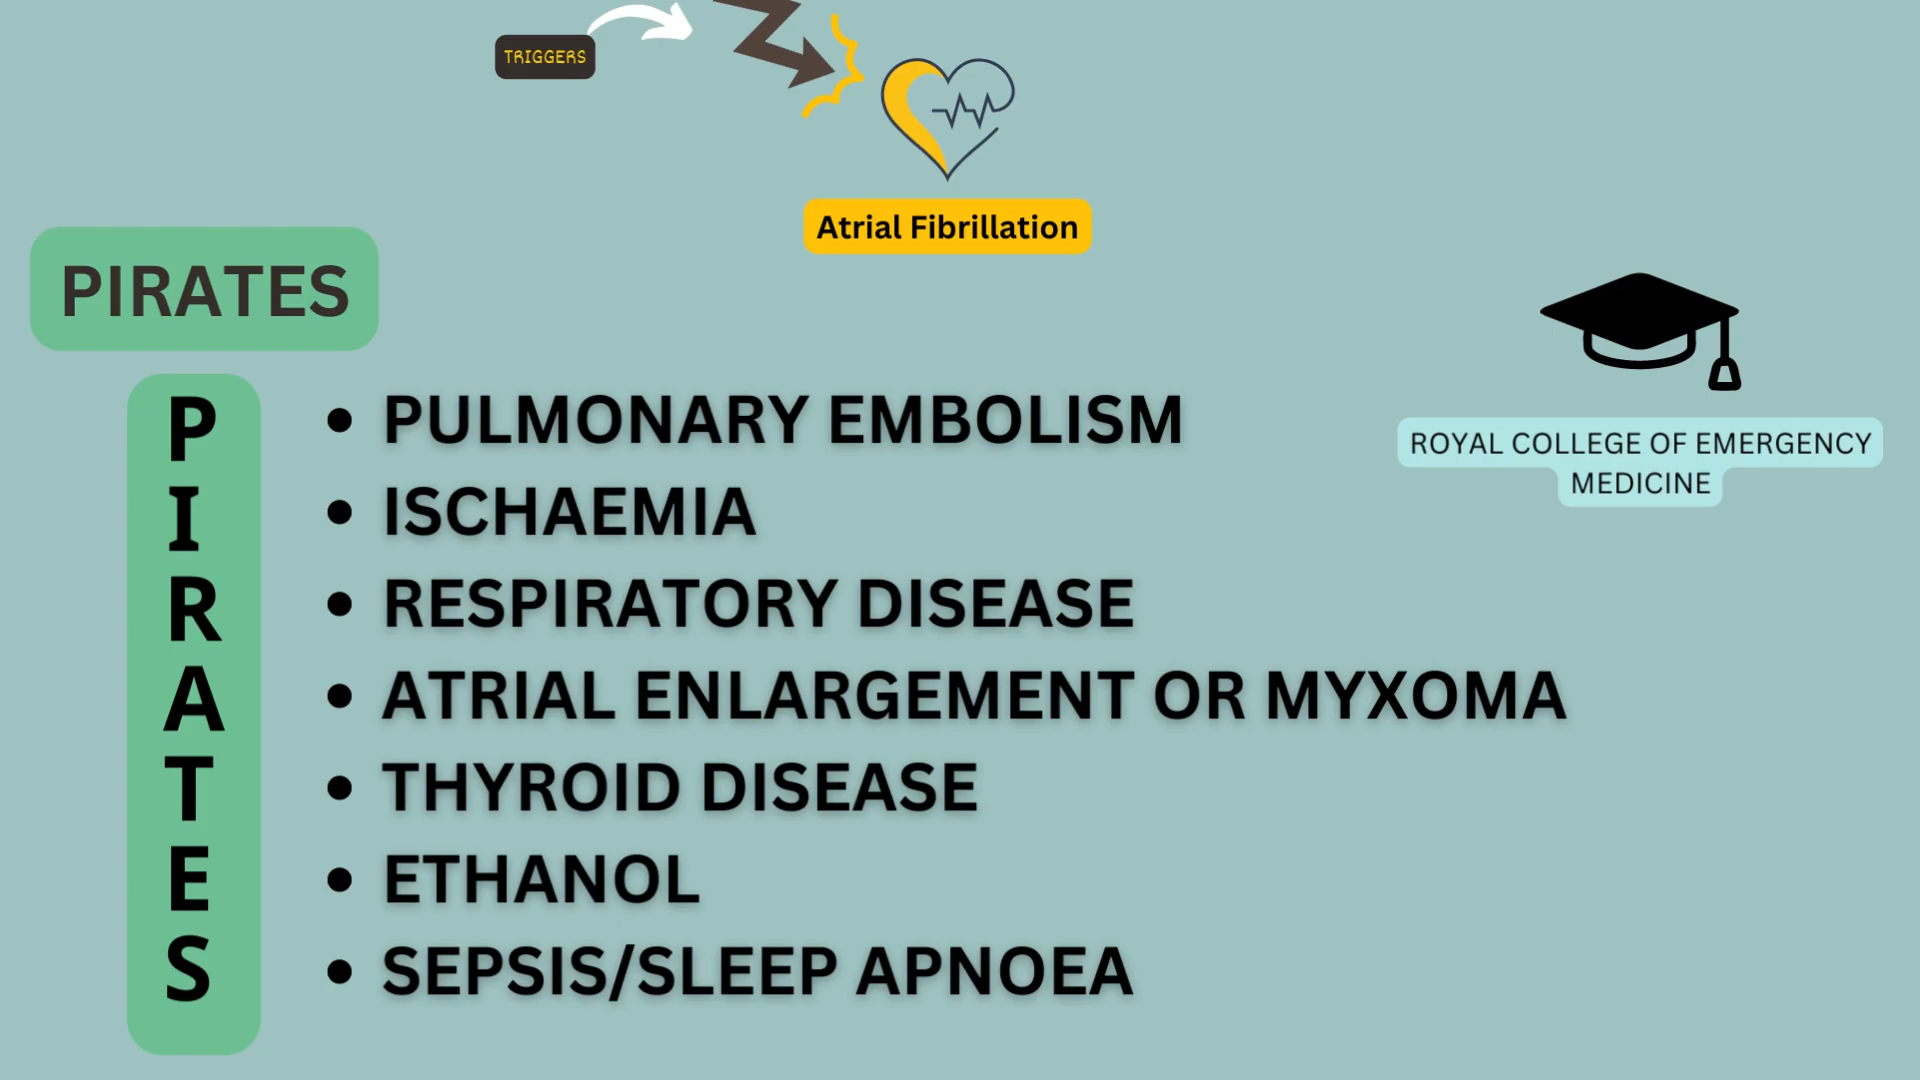 TRIGGERS
Atrial Fibrillation
PIRATES
ROYAL COLLEGE OF EMERGENCY
MEDICINE
P
I
R
A
T
E
S
• PULMONARY EMBOLISM
• ISCHAEMIA
• RESPIRATORY DISEASE
• ATRIAL ENLARGEMENT OR MYXOMA
• THYROID DISEASE
• ETHANOL
• SEPSIS/SLEEP APNOEA